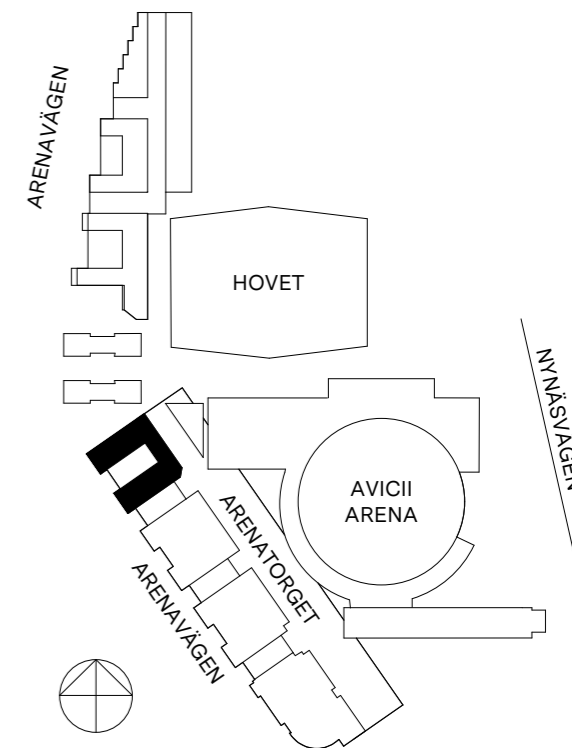 ARENAVÄGEN
HOVET
NYNÄSVÄGEN
AVICII
ARENA
ARENATORGET
ARENAVÄGEN